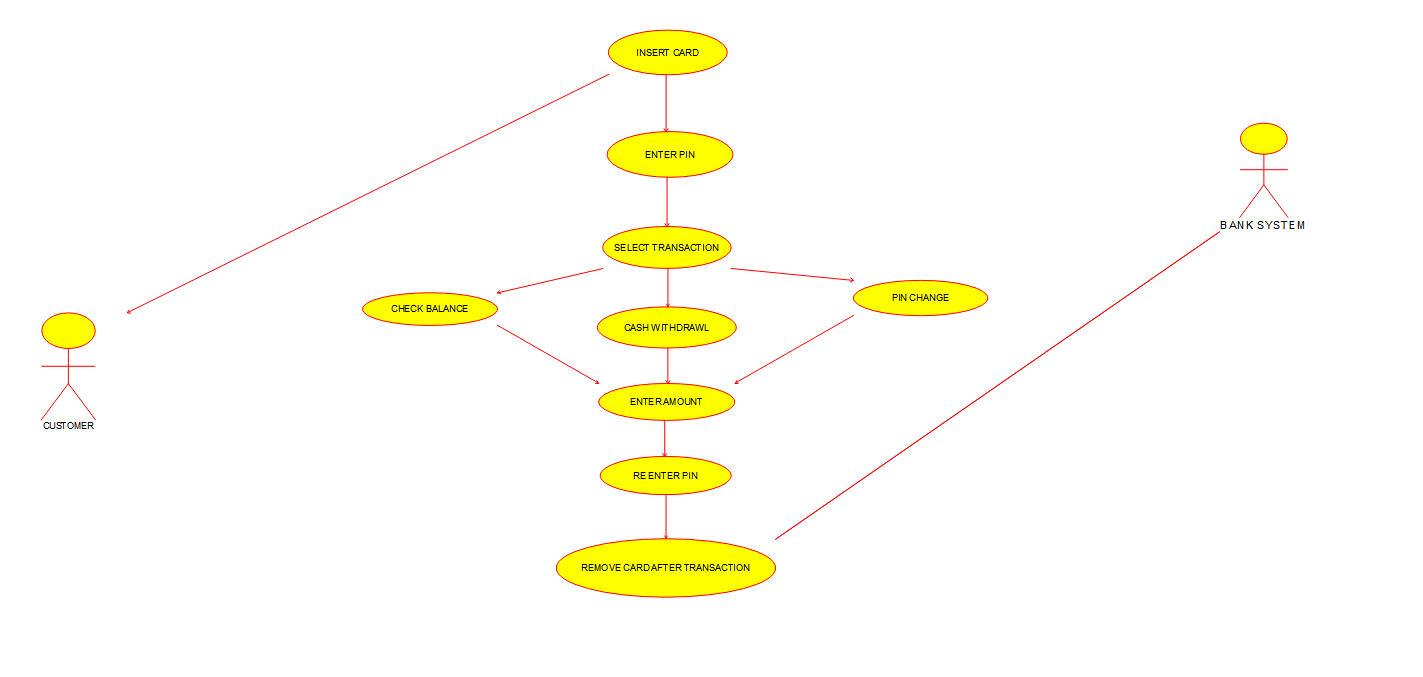 INSERT CARD
ENTER PIN
BANK SYSTEM
SELECT TRANSACTION
CHECK BALANCE
CASH WITHDRAWL
PIN CHANGE
ENTER AMOUNT
CUSTOMER
RE ENTER PIN
REMOVE CARD AFTER TRANSACTION